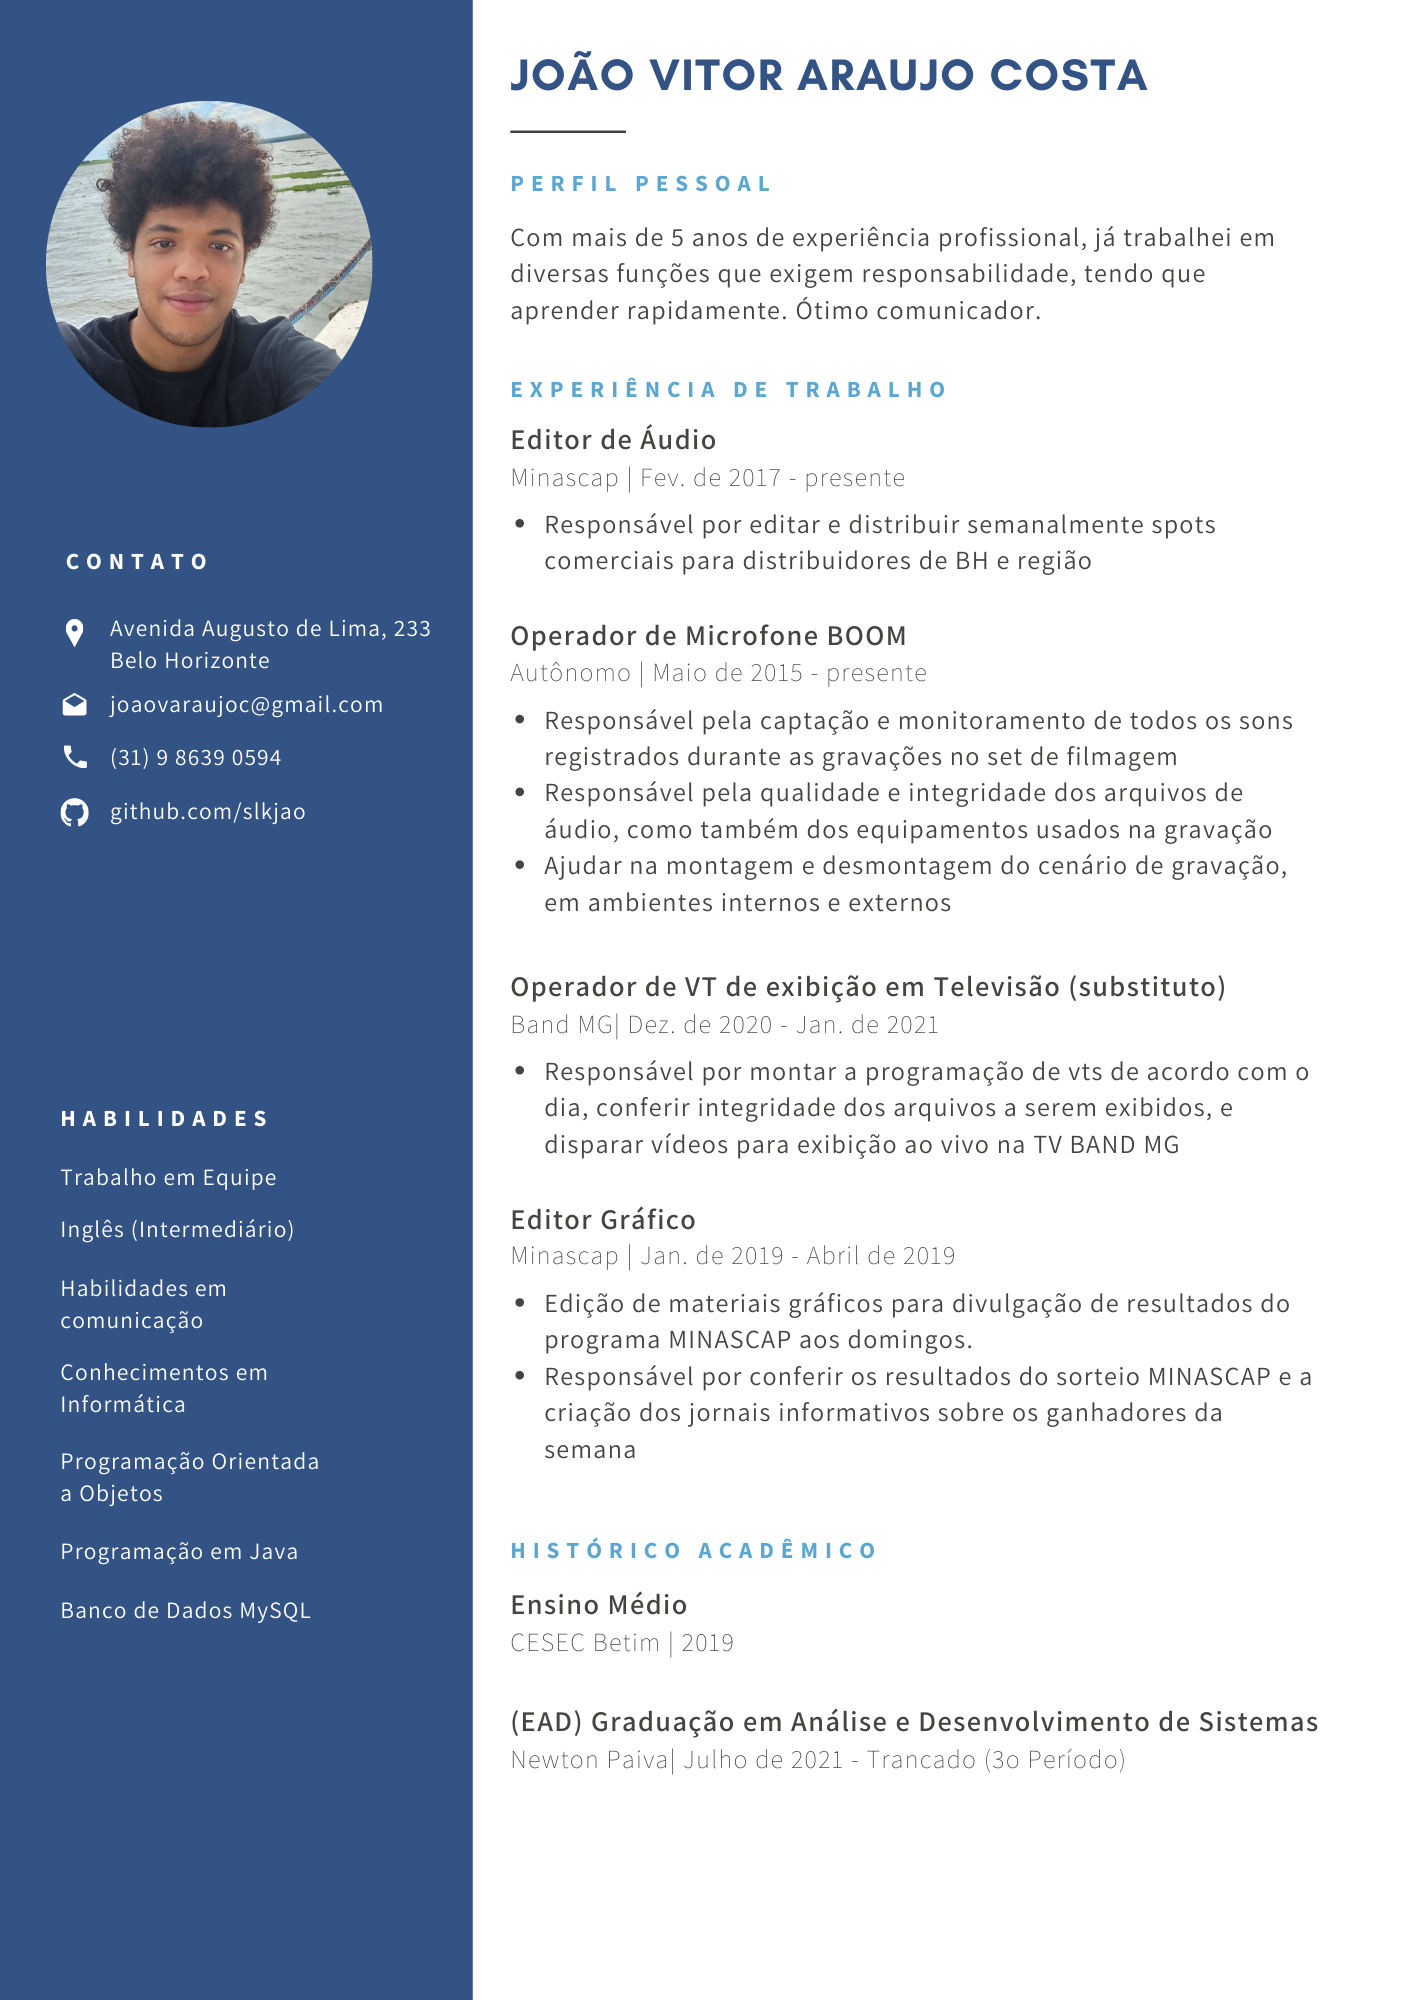 JOÃO VITOR ARAUJO COSTA
PERFIL PESSOAL
Com mais de 5 anos de experiência profissional, já trabalhei em
diversas funções que exigem responsabilidade, tendo que
aprender rapidamente. Ótimo comunicador.
EXPERIÊNCIA DE TRABALHO
Editor de Áudio
Minascap | Fev. de 2017 - presente
• Responsável por editar e distribuir semanalmente spots
comerciais para distribuidores de BH e região
Operador de Microfone BOOM
Autônomo | Maio de 2015 - presente
• Responsável pela captação e monitoramento de todos os sons
registrados durante as gravações no set de filmagem
• Responsável pela qualidade e integridade dos arquivos de
áudio, como também dos equipamentos usados na gravação
• Ajudar na montagem e desmontagem do cenário de gravação,
em ambientes internos e externos
Operador de VT de exibição em Televisão (substituto)
Band MG| Dez. de 2020 - Jan. de 2021
• Responsável por montar a programação de vts de acordo com o
dia, conferir integridade dos arquivos a serem exibidos, e
disparar vídeos para exibição ao vivo na TV BAND MG
Editor Gráfico
Minascap | Jan. de 2019 - Abril de 2019
• Edição de materiais gráficos para divulgação de resultados do
programa MINASCAP aos domingos.
• Responsável por conferir os resultados do sorteio MINASCAP e a
criação dos jornais informativos sobre os ganhadores da
semana
HISTÓRICO ACADÊMICO
Ensino Médio
CESEC Betim | 2019
(EAD) Graduação em Análise e Desenvolvimento de Sistemas
Newton Paiva| Julho de 2021 - Trancado (3o Período)
CONTATO
Avenida Augusto de Lima, 233
Belo Horizonte
joaovaraujoc@gmail.com
(31) 9 8639 0594
github.com/slkjao
HABILIDADES
Trabalho em Equipe
Inglês (Intermediário)
Habilidades em
comunicação
Conhecimentos em
Informática
Programação Orientada
a Objetos
Programação em Java
Banco de Dados MySQL